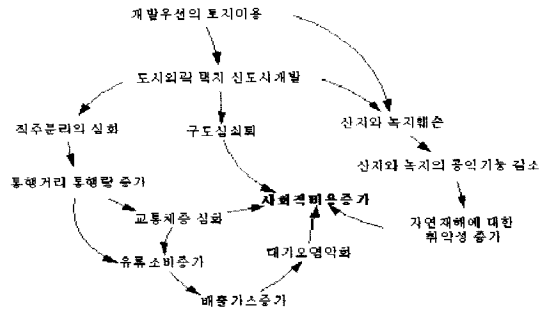 개발우선의 토지이용
도시외곽 택지 신도시개발
직주분리의 심화
구도심쇠퇴
산지와 녹지훼손
산지와 녹지의 공익기능 감소
통행거리 통행량 증가
사회적비용증가
교통체증 심화
자연재해에 대한
취약성 증가
대기오염악화
유류소비증가
배출가스증가